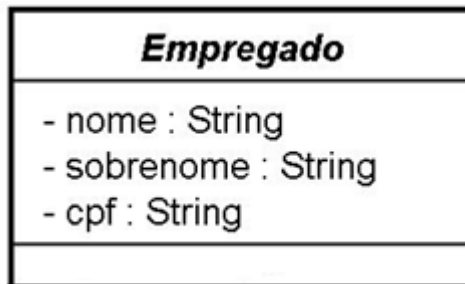 Empregado
- nome : String
- sobrenome : String
- cpf : String